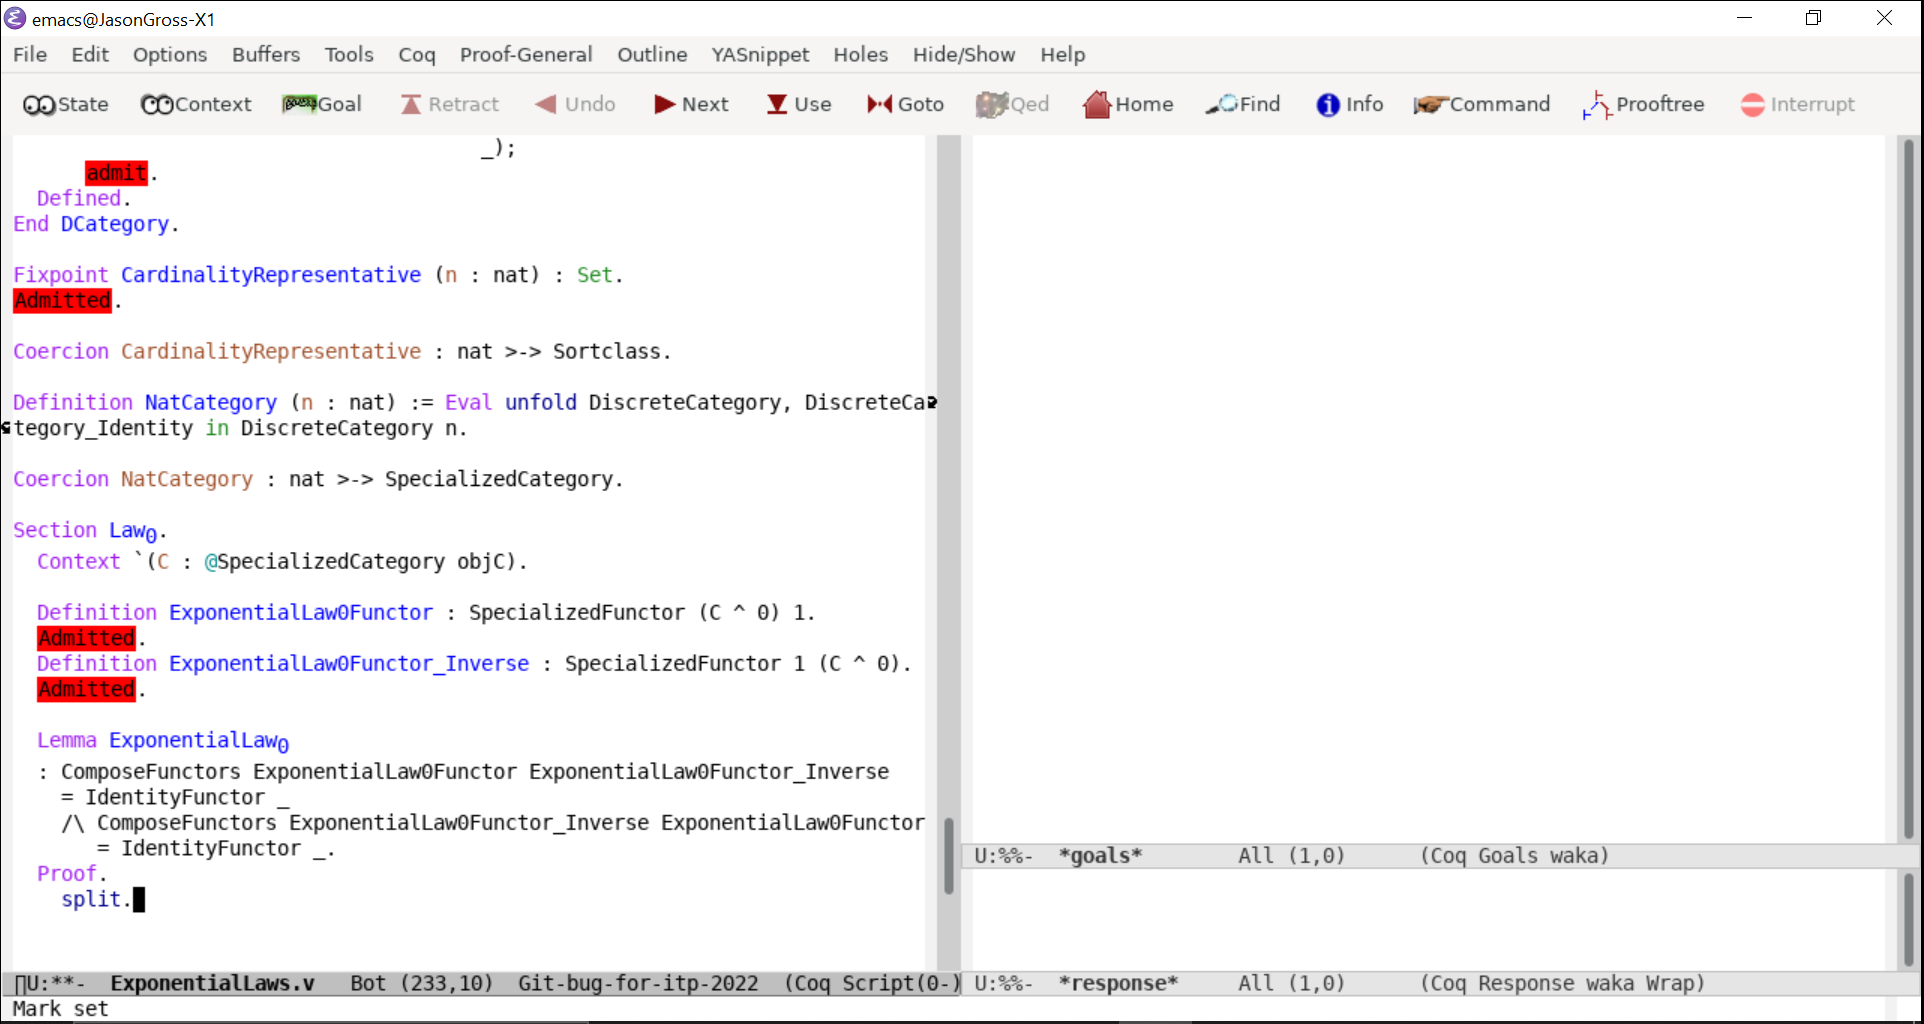 emacs@JasonGross-X1
File Edit Options Buffers Tools Coq Proof-General Outline YASnippet Holes Hide/Show Help
State Context Goal Retract Undo Next Use Goto Qed Home Find Info Command Prooftree Interrupt
_);
admit.
Defined.
End DCategory.
Fixpoint CardinalityRepresentative (n : nat) : Set.
Admitted.
Coercion CardinalityRepresentative : nat >-> Sortclass.
Definition NatCategory (n : nat) := Eval unfold DiscreteCategory, DiscreteCa
tegory_Identity in DiscreteCategory n.
Coercion NatCategory : nat >-> SpecializedCategory.
Section Law₀.
Context `(C : @SpecializedCategory objC).
Definition ExponentialLaw0Functor : SpecializedFunctor (C ^ 0) 1.
Admitted.
Definition ExponentialLaw0Functor_Inverse : SpecializedFunctor 1 (C ^ 0).
Admitted.
Lemma ExponentialLaw₀
: ComposeFunctors ExponentialLaw0Functor ExponentialLaw0Functor_Inverse
= IdentityFunctor _
/\ ComposeFunctors ExponentialLaw0Functor_Inverse ExponentialLaw0Functor
= IdentityFunctor _.
Proof.
split.
U:**- ExponentialLaws.v Bot (233,10) Git-bug-for-itp-2022 (Coq Script(0-)
U:%%- *goals* All (1,0) (Coq Goals waka)
U:%%- *response* All (1,0) (Coq Response waka Wrap)
Mark set